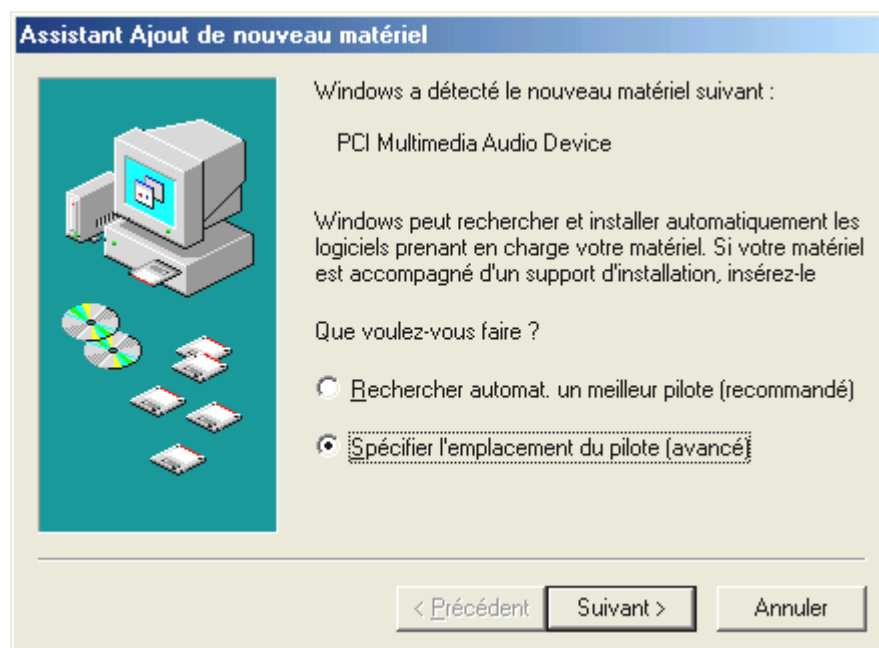 Assistant Ajout de nouveau matériel
Windows a détecté le nouveau matériel suivant :
PCI Multimedia Audio Device
Windows peut rechercher et installer automatiquement les
logiciels prenant en charge votre matériel. Si votre matériel
est accompagné d'un support d'installation, insérez-le
Que voulez-vous faire ?
Rechercher automat. un meilleur pilote (recommandé)
Spécifier l'emplacement du pilote (avancé)
< Précédent
Suivant >
Annuler